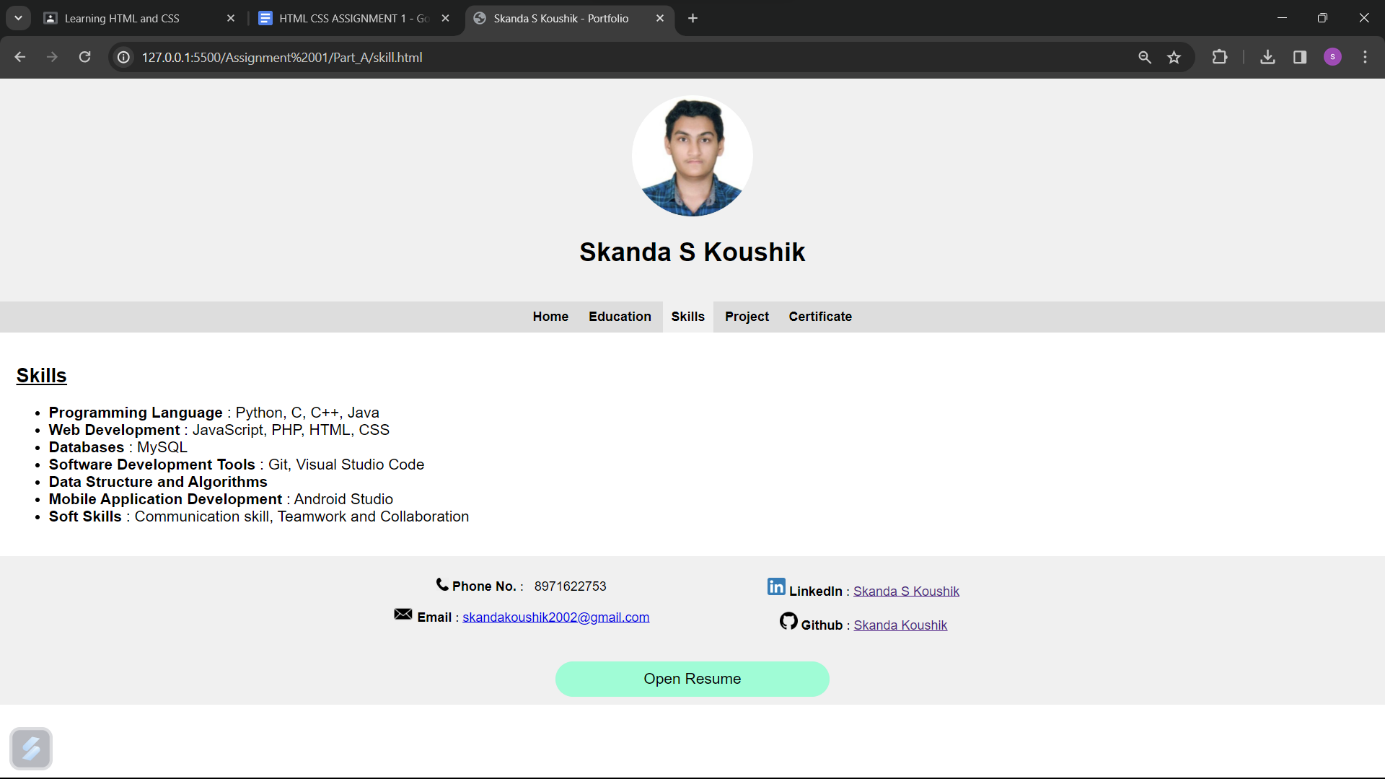 Learning HTML and CSS
HTML CSS ASSIGNMENT 1 - Go
Skanda S Koushik - Portfolio
127.0.0.1:5500/Assignment%2001/Part_A/skill.html
S
Skanda S Koushik
Home Education Skills Project Certificate
Skills
Programming Language : Python, C, C++, Java
Web Development : JavaScript, PHP, HTML, CSS
Databases : MySQL
Software Development Tools : Git, Visual Studio Code
Data Structure and Algorithms
Mobile Application Development : Android Studio
Soft Skills : Communication skill, Teamwork and Collaboration
Phone No. : 8971622753
Email : skandakoushik2002@gmail.com
in LinkedIn : Skanda S Koushik
Github : Skanda Koushik
Open Resume